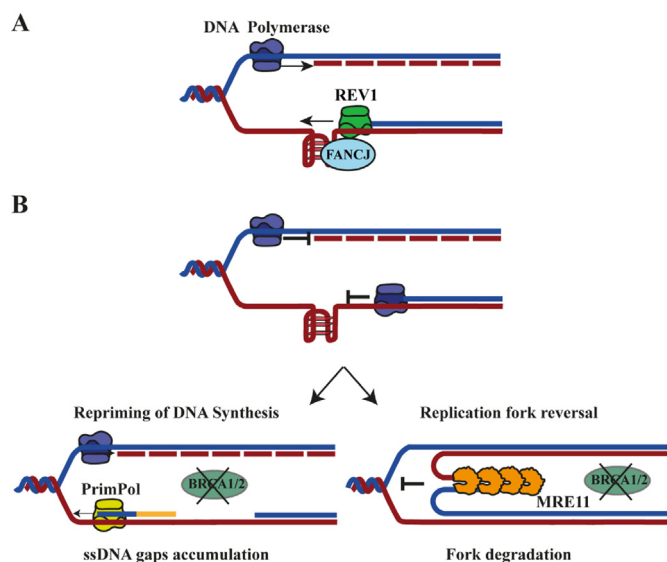 A
DNA Polymerase
REV1
FANCJ
B
Repriming of DNA Synthesis
Replication fork reversal
BRCA1/2
BRCA1/2
PrimPol
MRE11
ssDNA gaps accumulation
Fork degradation